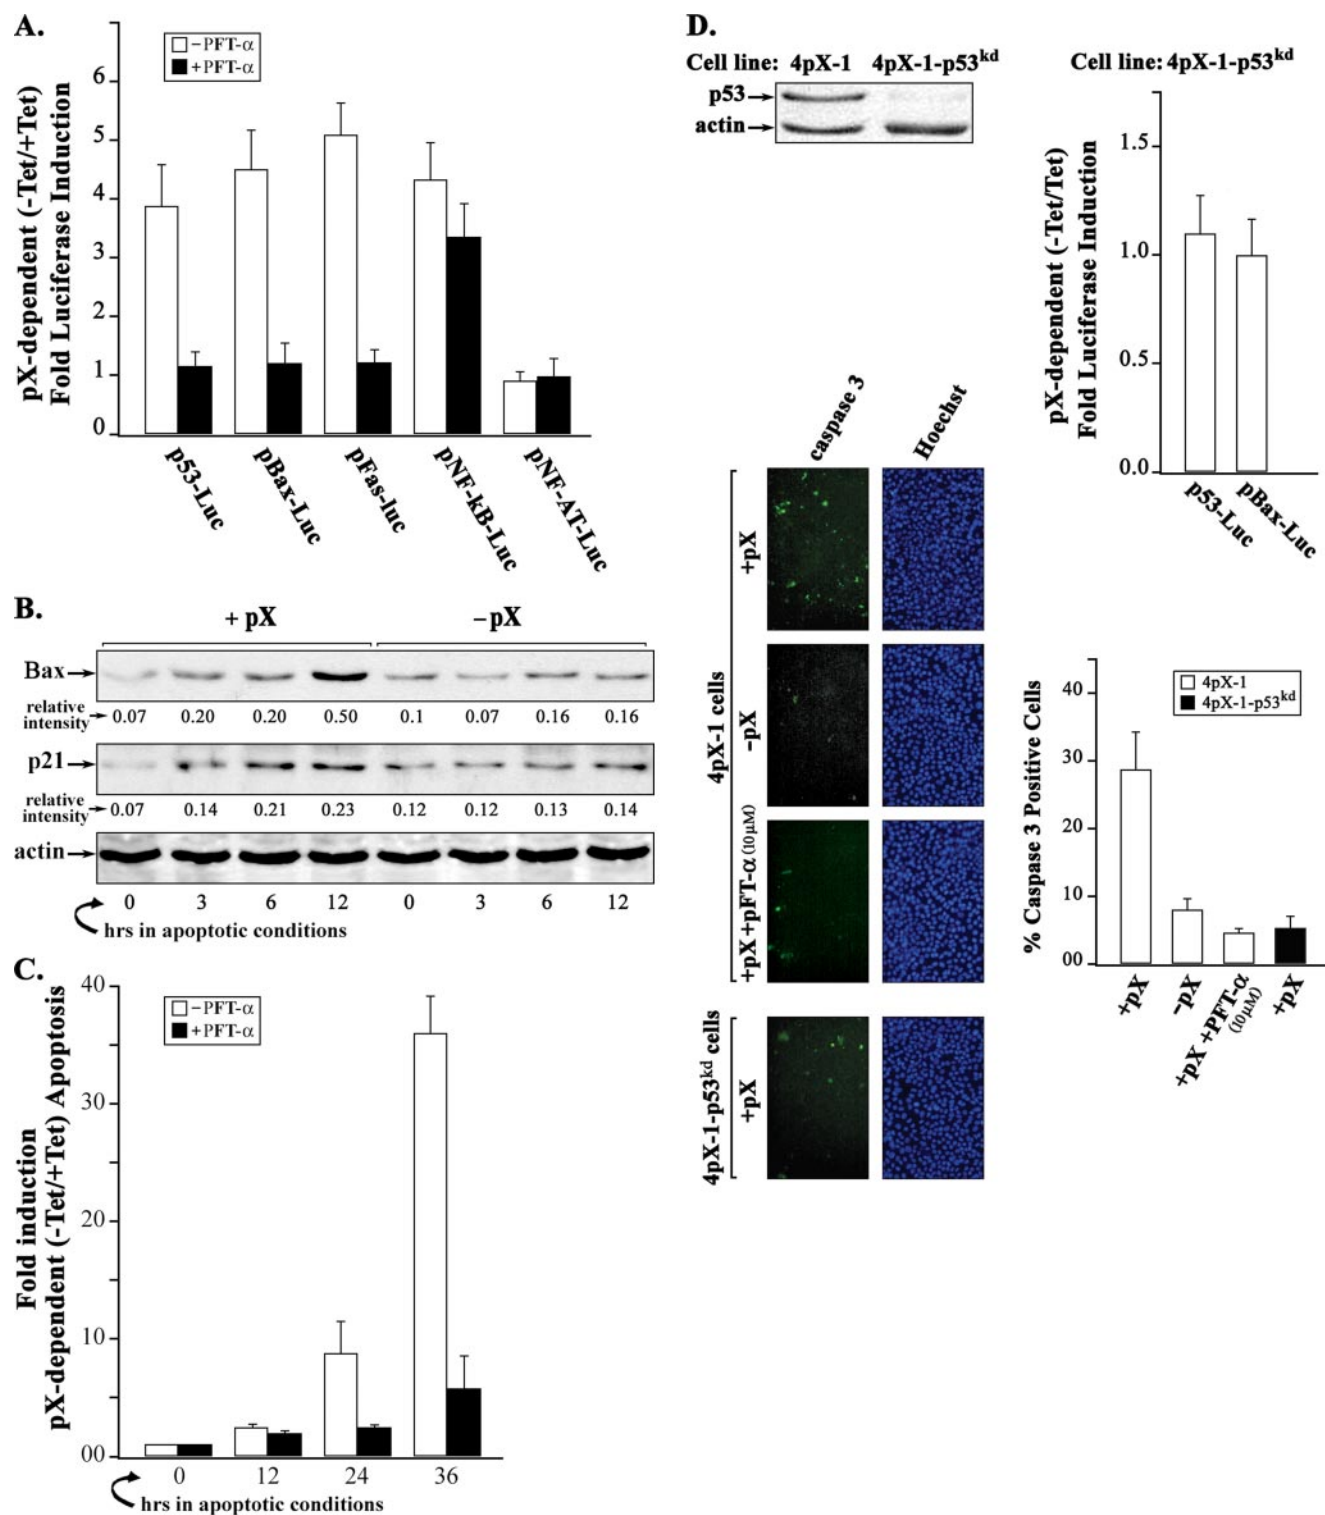 A.
−PFT-α
+PFT-α
pX-dependent (-Tet/+Tet)
Fold Luciferase Induction
6
5
4
3
2
1
0
p53-Luc
pBax-Luc
pFas-luc
pNF-kB-Luc
pNF-AT-Luc
B.
+ pX
− pX
Bax
relative
intensity
0.07 0.20 0.20 0.50 0.1 0.07 0.16 0.16
p21
relative
intensity
0.07 0.14 0.21 0.23 0.12 0.12 0.13 0.14
actin
0 3 6 12 0 3 6 12
hrs in apoptotic conditions
C.
−PFT-α
+PFT-α
Fold induction
pX-dependent (-Tet/+Tet) Apoptosis
40
30
20
10
00
0 12 24 36
hrs in apoptotic conditions
D.
Cell line: 4pX-1 4pX-1-p53kd
p53
actin
Cell line: 4pX-1-p53kd
pX-dependent (-Tet/Tet)
Fold Luciferase Induction
1.5
1.0
0.5
0.0
p53-Luc
pBax-Luc
caspase 3
Hoechst
4pX-1 cells
+pX
-pX
+pX +pFT-α (10μM)
4pX-1-p53kd cells
+pX
4pX-1
4pX-1-p53kd
% Caspase 3 Positive Cells
40
30
20
10
00
+pX
-pX
+pX +PFT-α
(10μM)
+pX